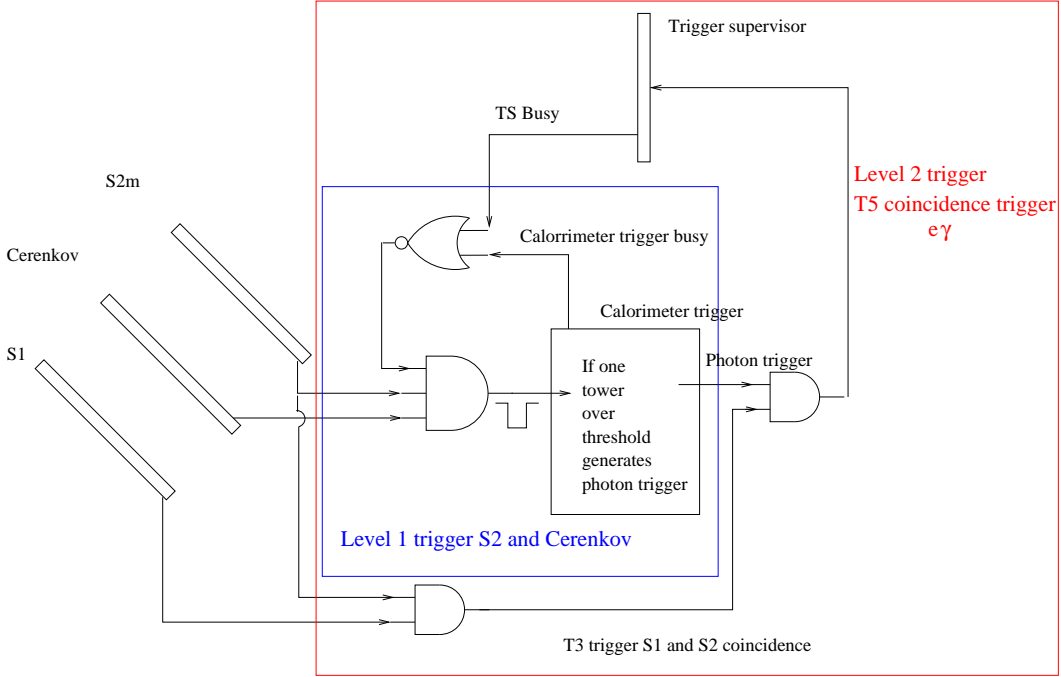 Trigger supervisor
TS Busy
S2m
Level 2 trigger
T5 coincidence trigger
eγ
Cerenkov
Calorrimeter trigger busy
Calorimeter trigger
S1
Photon trigger
If one
tower
over
threshold
generates
photon trigger
Level 1 trigger S2 and Cerenkov
T3 trigger S1 and S2 coincidence